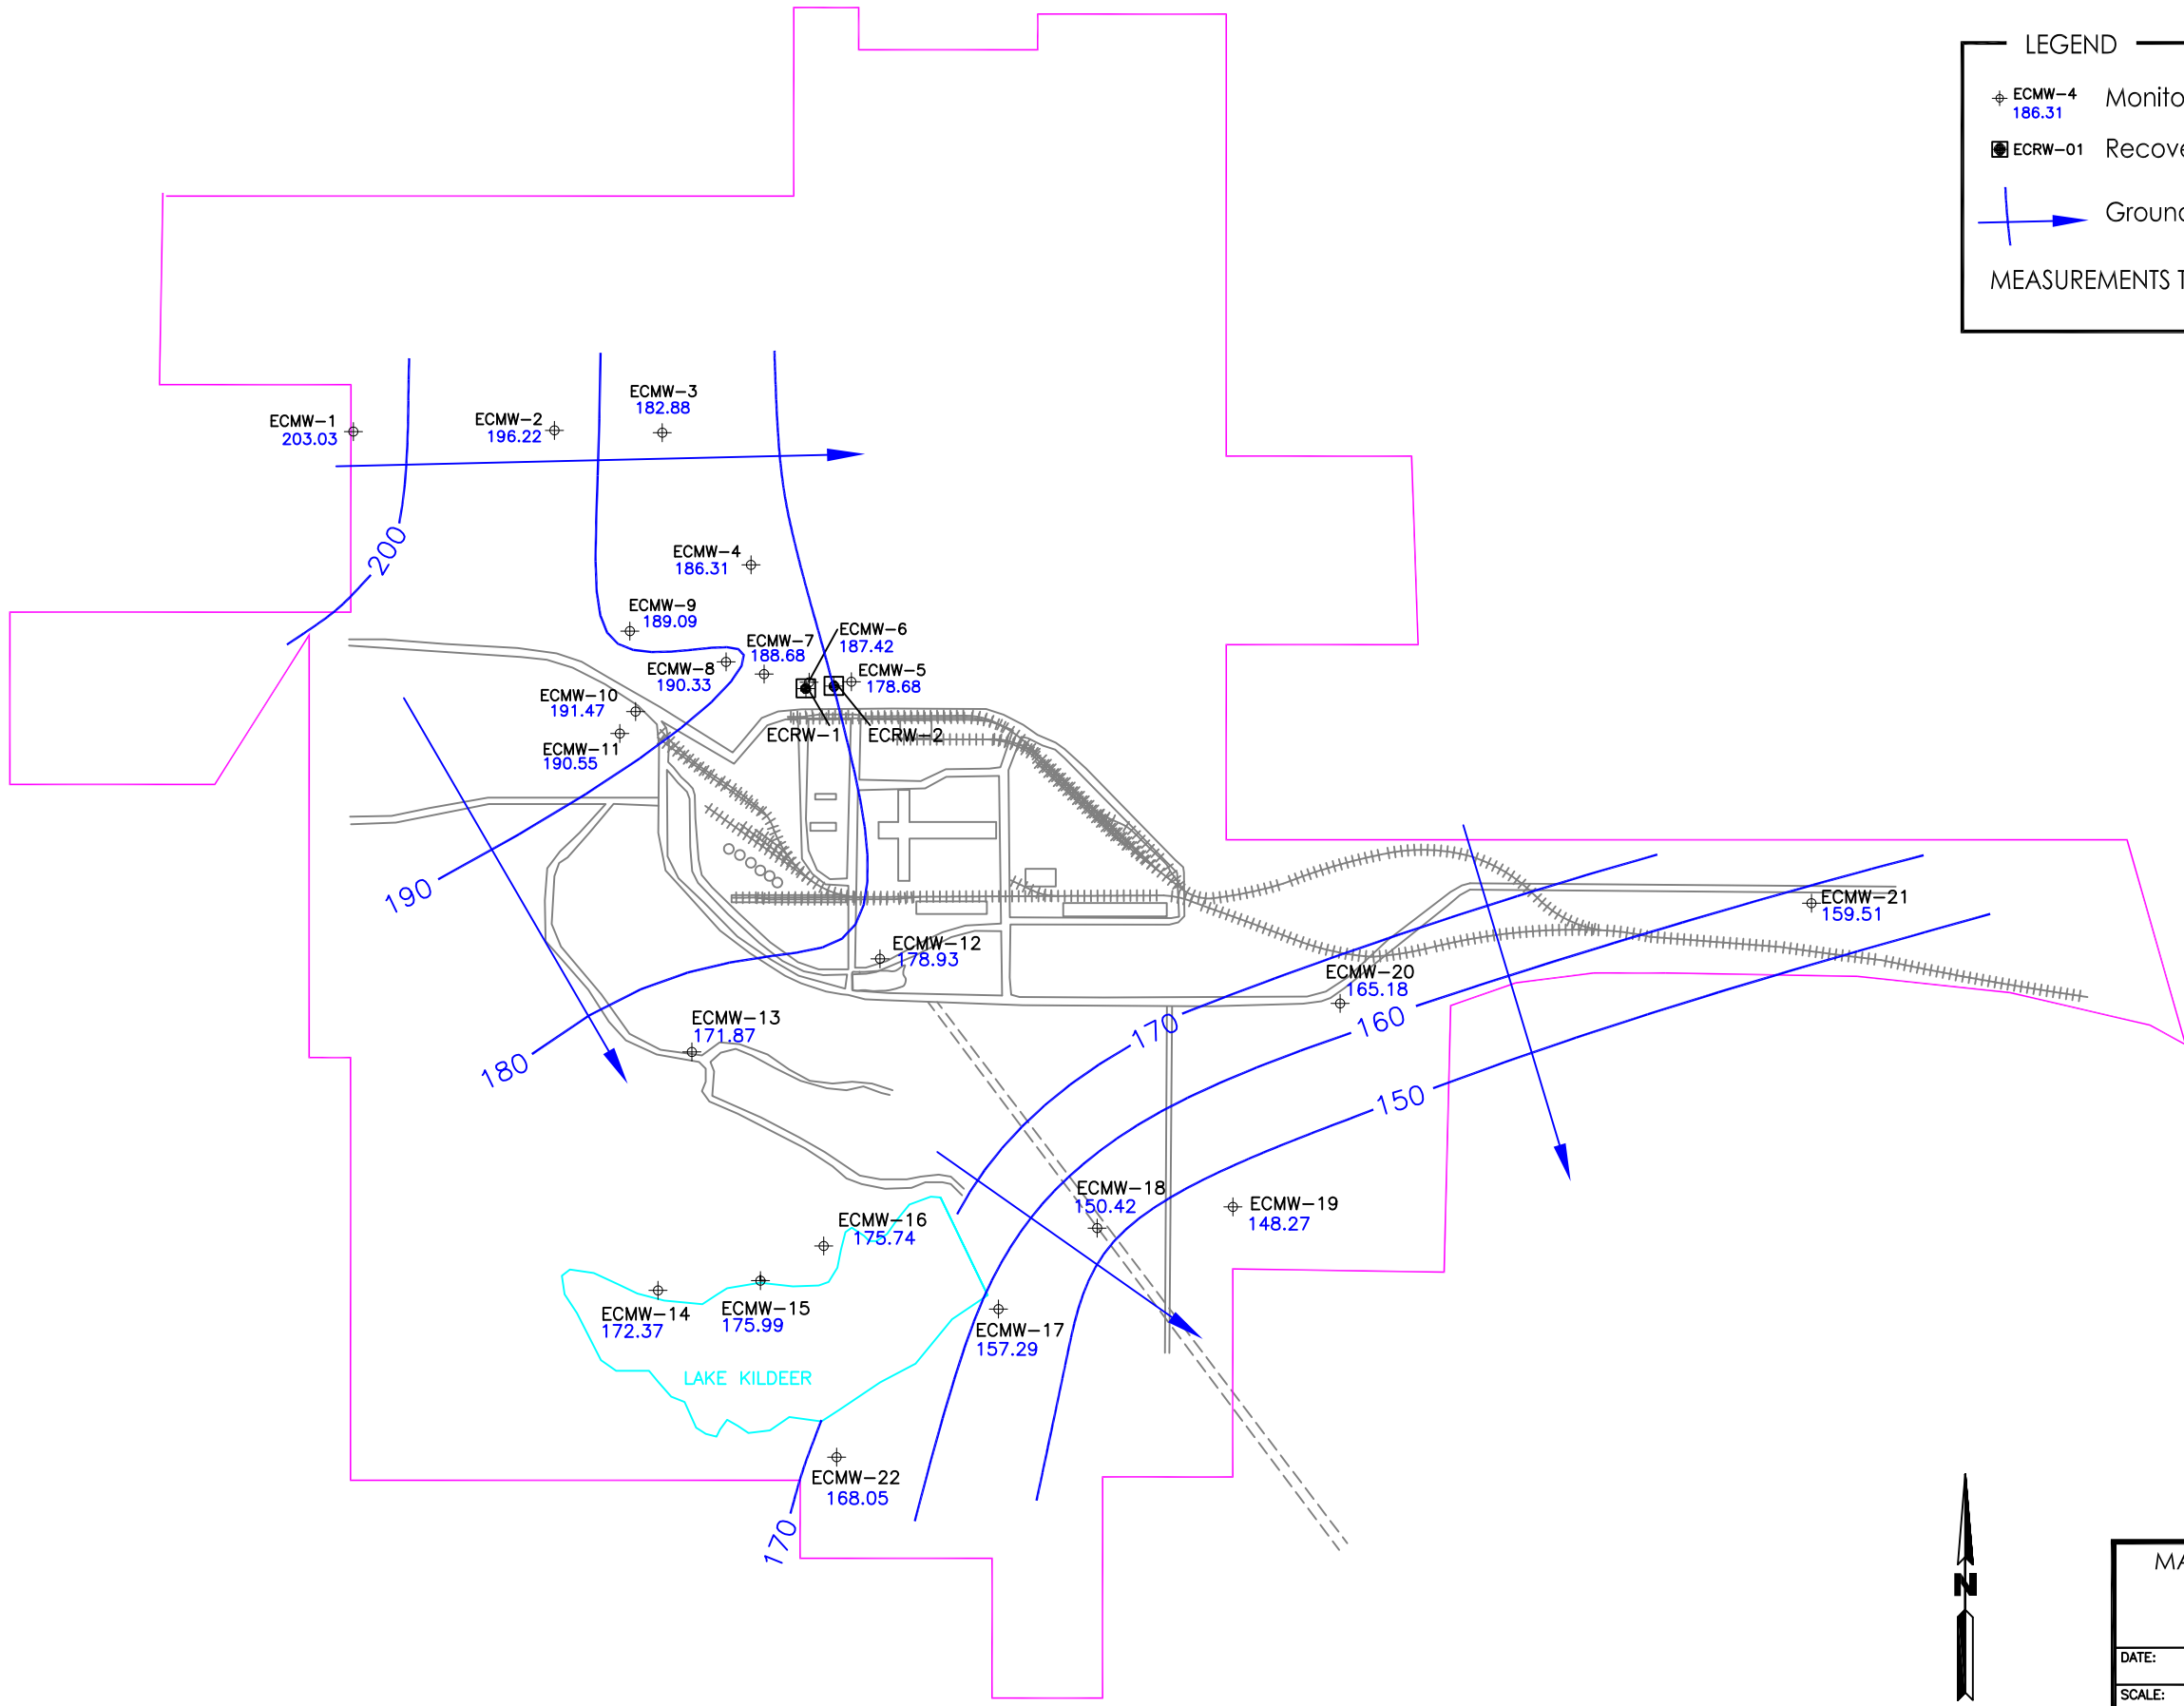 LEGEND
ECMW-4
186.31
Monito
ECRW-01
Recove
Ground
MEASUREMENTS T
ECMW-1
203.03
ECMW-2
196.22
ECMW-3
182.88
200
ECMW-4
186.31
ECMW-9
189.09
ECMW-6
187.42
ECMW-7
188.68
ECMW-8
190.33
ECMW-5
178.68
ECMW-10
191.47
ECMW-11
190.55
ECRW-1
ECRW-2
190
ECMW-21
159.51
ECMW-12
178.93
ECMW-20
165.18
ECMW-13
171.87
170
160
180
150
ECMW-18
150.42
ECMW-19
148.27
ECMW-16
175.74
ECMW-14
172.37
ECMW-15
175.99
ECMW-17
157.29
LAKE KILDEER
ECMW-22
168.05
170
N
MA
DATE:
SCALE: